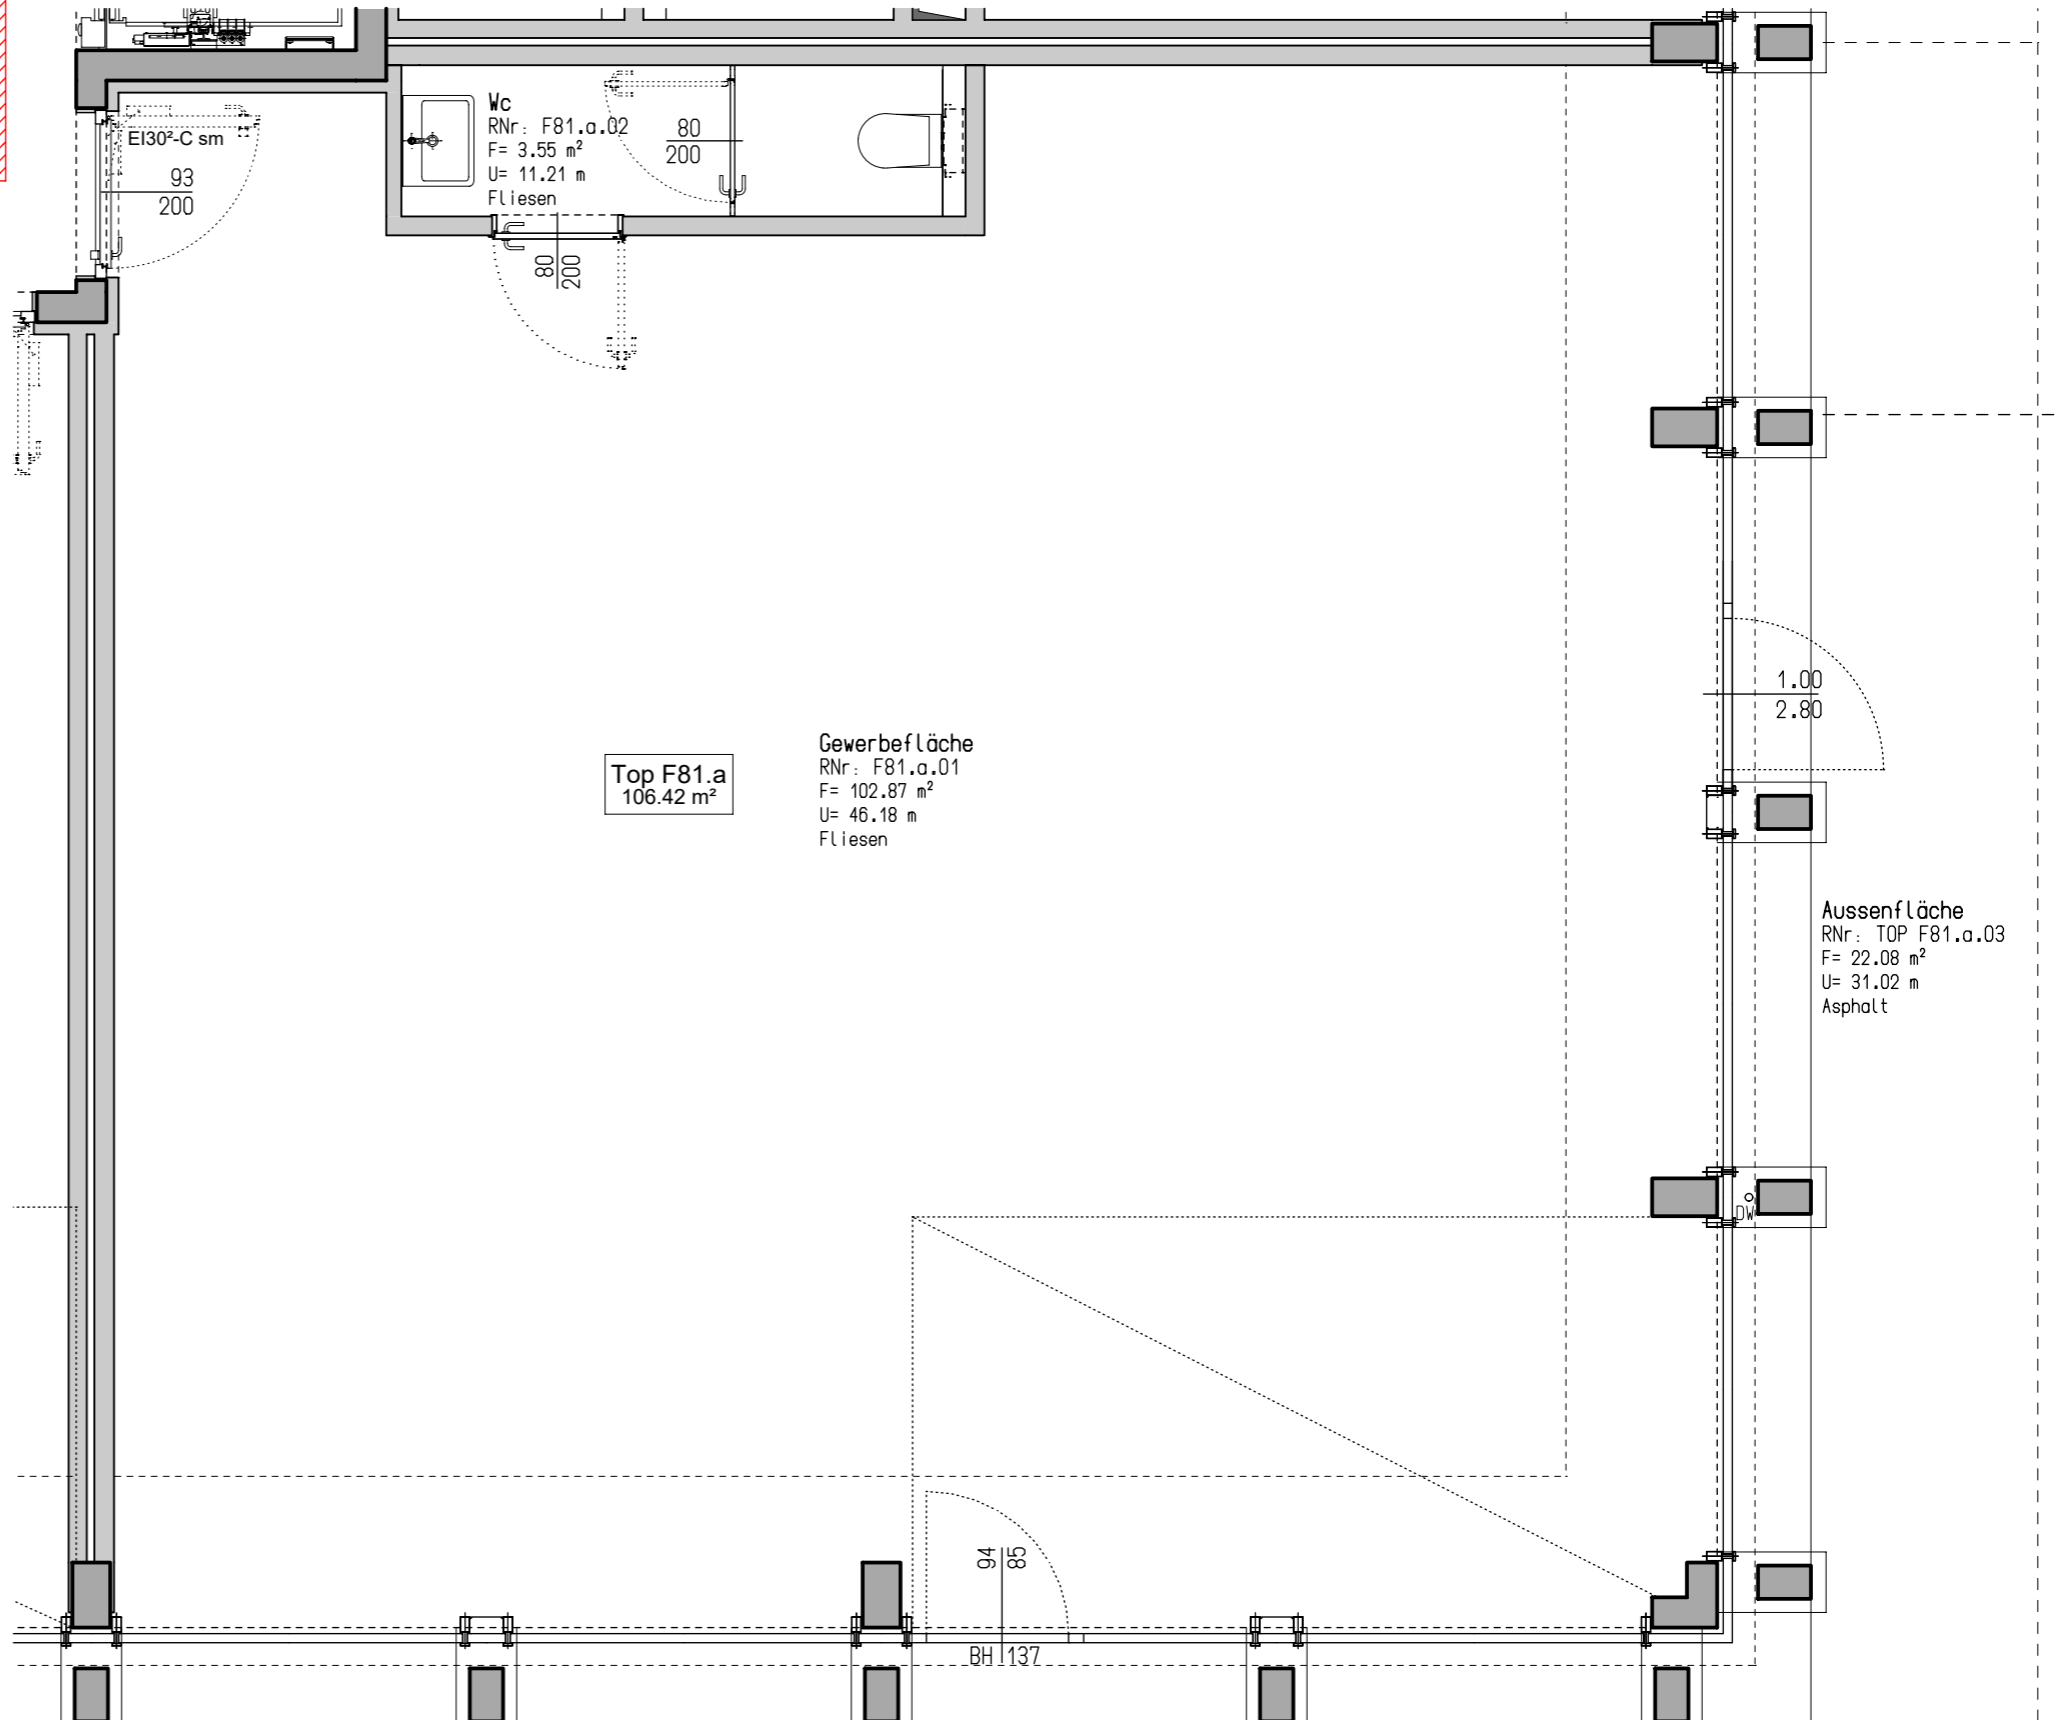 Wc
RNr: F81.a.02
F= 3.55 m²
U= 11.21 m
Fliesen
80
200
EI30²-C sm
93
200
80
200
1.00
2.80
Top F81.a
106.42 m²
Gewerbefläche
RNr: F81.a.01
F= 102.87 m²
U= 46.18 m
Fliesen
Aussenfläche
RNr: TOP F81.a.03
F= 22.08 m²
U= 31.02 m
Asphalt
DW
94
85
BH 137